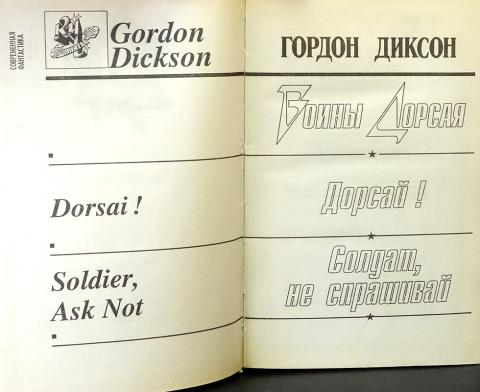 СОВРЕМЕННАЯ
ФАНТАСТИКА
Gordon
Dickson
Dorsai !
Soldier,
Ask Not
ГОРДОН ДИКСОН
Воины Дорсая
Дорсай !
Солдат,
не спрашивай